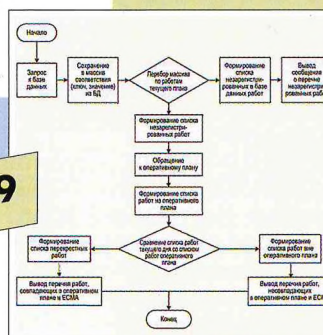 Начало
Запрос
к базе
данных
Сохранение
в массив
соответствия
(ключ, значение)
из БД
Перебор массива
по работам
текущего плана
Формирование
списка
незарегистри-
рованных в базе
данных работ
Вывод
сообщения
о перечне
незарегистри-
рованных работ
Формирование списка
незарегистри-
рованных работ
Обращение
к оперативному плану
Формирование списка
работ из оперативного
плана
9
Формирование
списка перекрестных
работ
Сравнение списка работ
текущего дня со списком
работ оперативного
плана
Формирование
списка работ вне
оперативного плана
Вывод перечня работ,
совпадающих в оперативном
плане и ЕСМА
Вывод перечня работ,
несовпадающих
в оперативном плане и ЕСМА
Конец